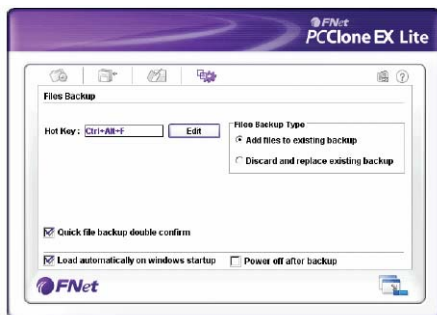 FNet
PCClone EX Lite
Files Backup
Hot Key : Ctrl+Alt+F Edit
Files Backup Type
Add files to existing backup
Discard and replace existing backup
Quick file backup double confirm
Load automatically on windows startup Power off after backup
FNet